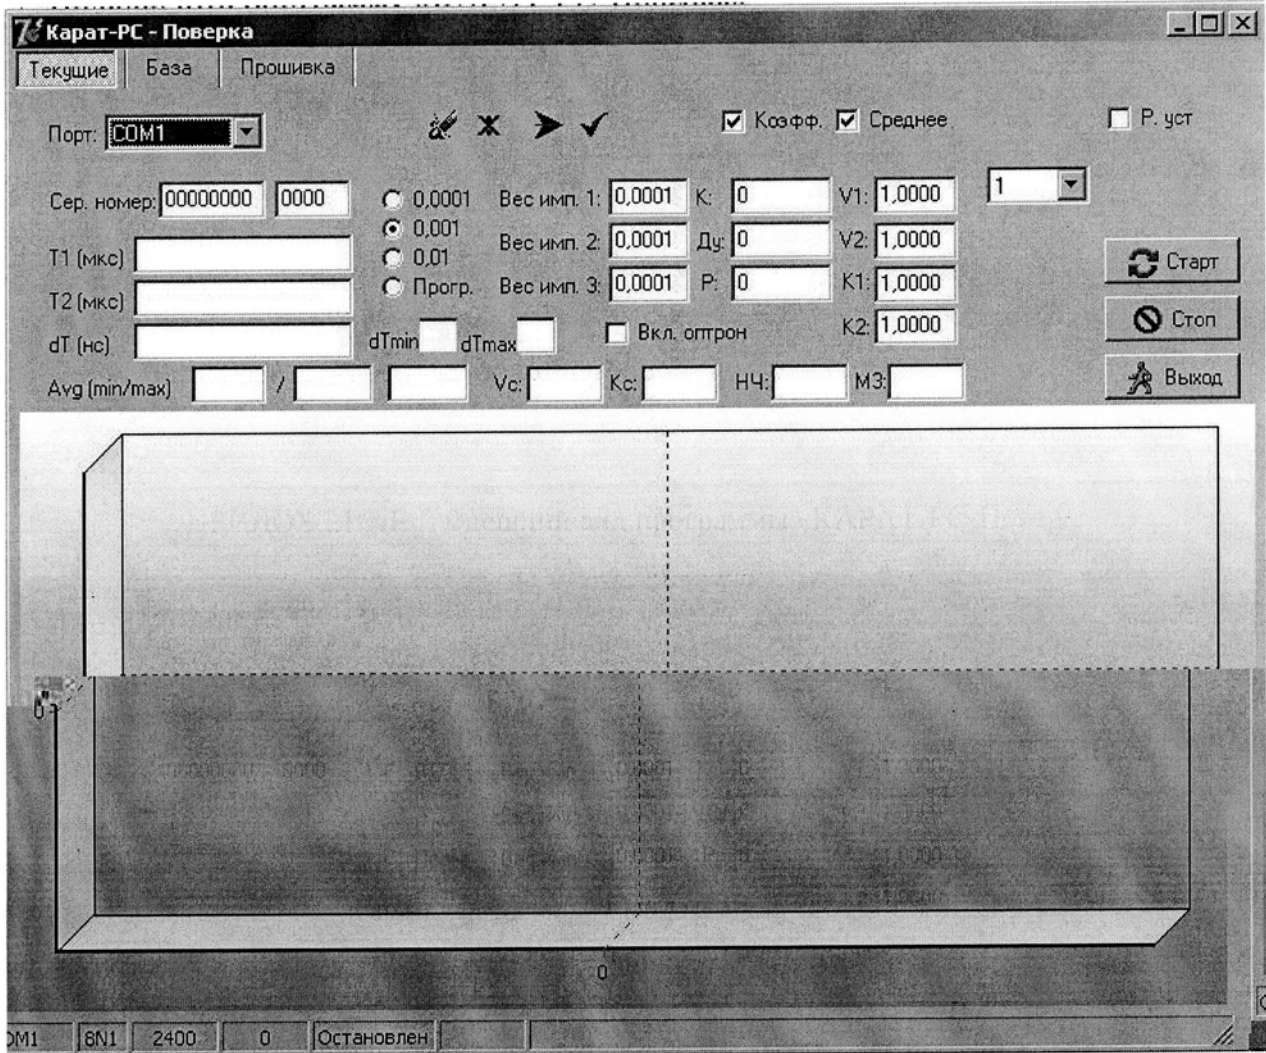 Карат-РС - Поверка
Текущие База Прошивка
Порт: COM1 Коэфф. Среднее Р. уст
Сер. номер: 00000000 0000 0,0001 Вес имп. 1: 0,0001 К: 0 V1: 1,0000 1
0,001
T1 (мкс) 0,01 Вес имп. 2: 0,0001 Ду: 0 V2: 1,0000 Старт
T2 (мкс) Прогр. Вес имп. 3: 0,0001 Р: 0 К1: 1,0000
dT (нс) dTmin dTmax Вкл. оптрон К2: 1,0000 Стоп
Avg (min/max) / Vc: Кс: НЧ: МЗ: Выход
0
0
OM1 8N1 2400 0 Остановлен